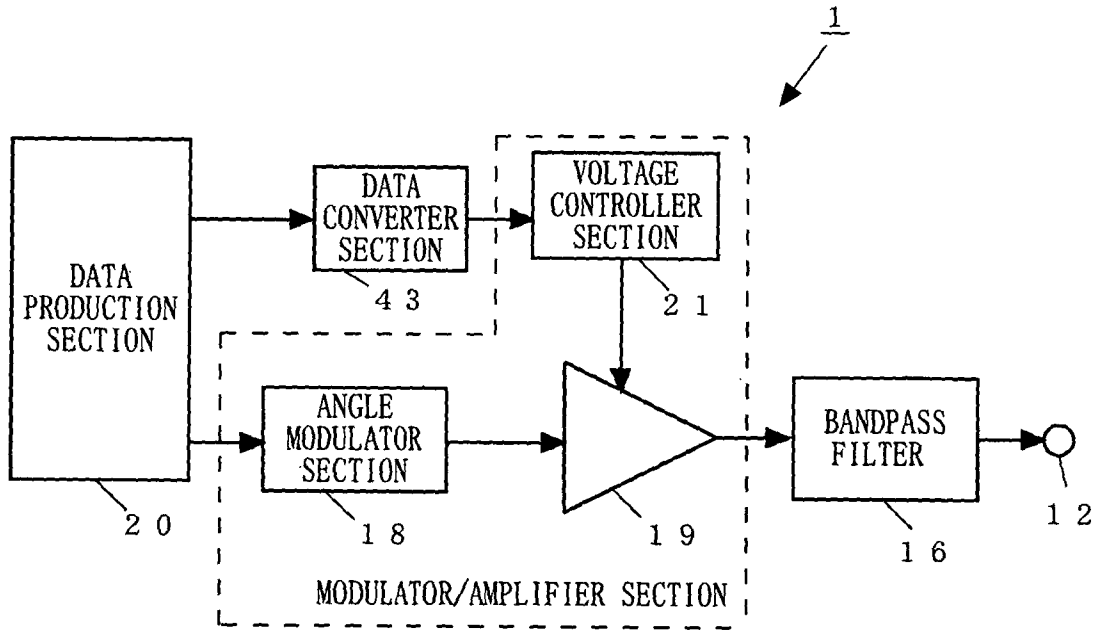 1
DATA
PRODUCTION
SECTION
20
DATA
CONVERTER
SECTION
43
VOLTAGE
CONTROLLER
SECTION
21
ANGLE
MODULATOR
SECTION
18
19
BANDPASS
FILTER
16
12
MODULATOR/AMPLIFIER SECTION